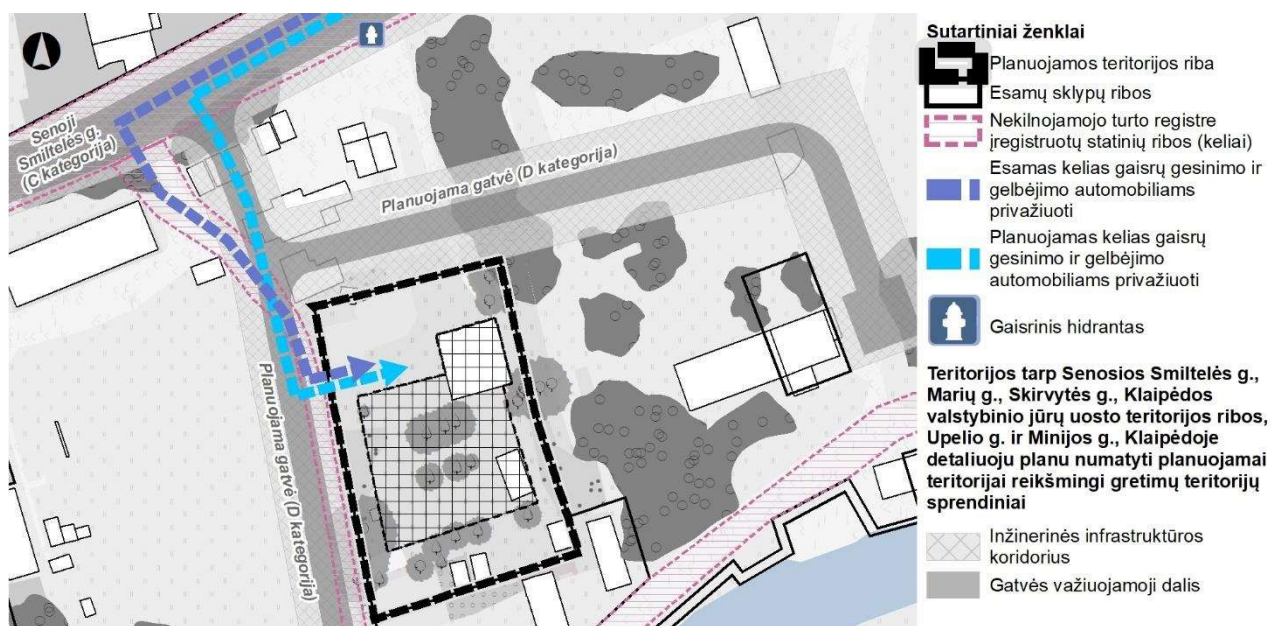 Senoji
Smiltelės g.
(C kategorija)
Planuojama gatvė (D kategorija)
Planuojama gatvė (D kategorija)
Sutartiniai ženklai
Planuojamos teritorijos riba
Esamų sklypų ribos
Nekilnojamojo turto registre
įregistruotų statinių ribos (keliai)
Esamas kelias gaisrų gesinimo ir
gelbėjimo automobiliams
privažiuoti
Planuojamas kelias gaisrų
gesinimo ir gelbėjimo
automobiliams privažiuoti
Gaisrinis hidrantas
Teritorijos tarp Senosios Smiltelės g.,
Marių g., Skirvytės g., Klaipėdos
valstybinio jūrų uosto teritorijos ribos,
Upelio g. ir Minijos g., Klaipėdoje
detaliuoju planu numatyti planuojamai
teritorijai reikšmingi gretimų teritorijų
sprendiniai
Inžinerinės infrastruktūros
koridorius
Gatvės važiuojamoji dalis